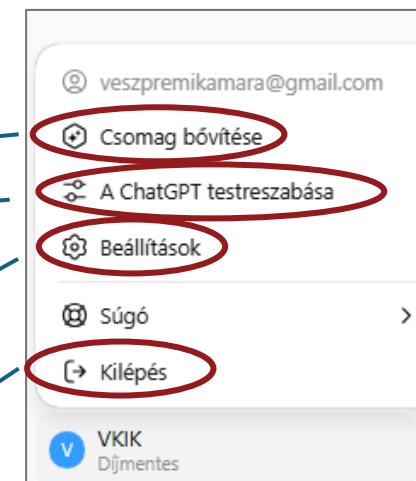 veszpremikamara@gmail.com
Csomag bővítése
A ChatGPT testreszabása
Beállítások
Súgó
Kilépés
V
VKIK
Díjmentes